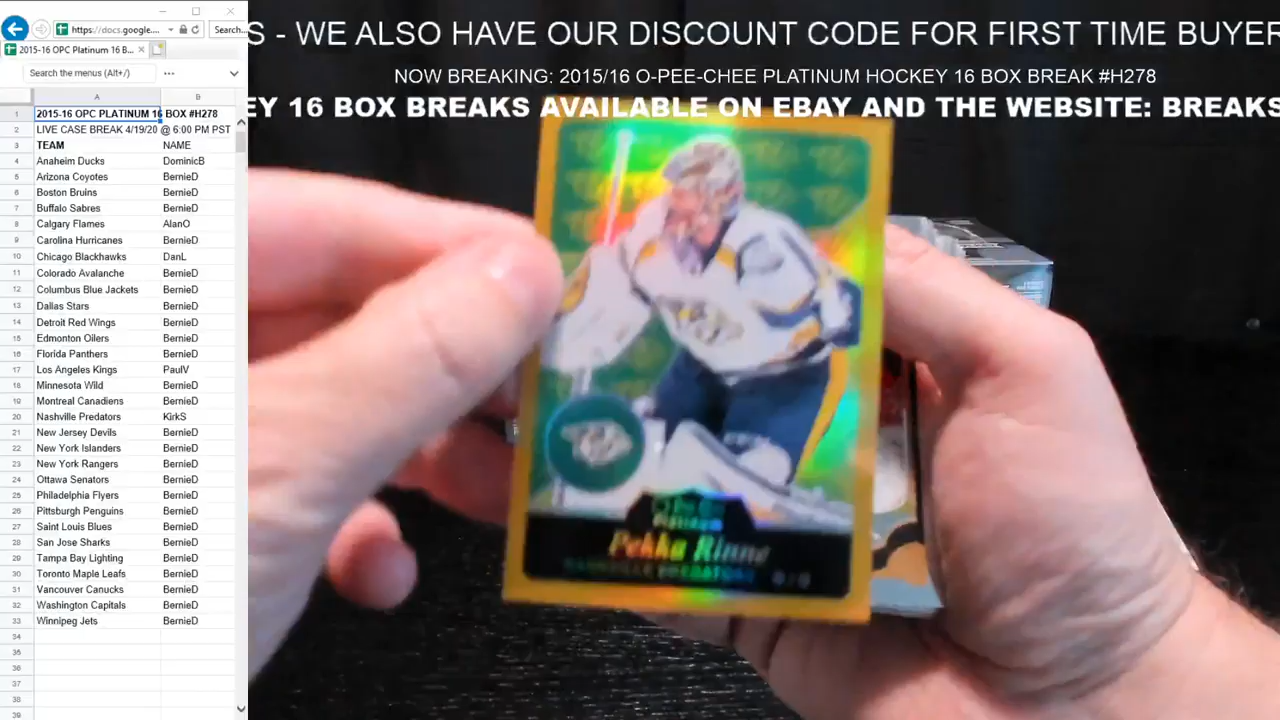 https://docs.google....
Search...
2015-16 OPC Platinum 16 B...
Search the menus (Alt+/)
...
A B
1 2015-16 OPC PLATINUM 16 BOX #H278
2 LIVE CASE BREAK 4/19/20 @ 6:00 PM PST
3 TEAM NAME
4 Anaheim Ducks DominicB
5 Arizona Coyotes BernieD
6 Boston Bruins BernieD
7 Buffalo Sabres BernieD
8 Calgary Flames AlanO
9 Carolina Hurricanes BernieD
10 Chicago Blackhawks DanL
11 Colorado Avalanche BernieD
12 Columbus Blue Jackets BernieD
13 Dallas Stars BernieD
14 Detroit Red Wings BernieD
15 Edmonton Oilers BernieD
16 Florida Panthers BernieD
17 Los Angeles Kings PaulV
18 Minnesota Wild BernieD
19 Montreal Canadiens BernieD
20 Nashville Predators KirkS
21 New Jersey Devils BernieD
22 New York Islanders BernieD
23 New York Rangers BernieD
24 Ottawa Senators BernieD
25 Philadelphia Flyers BernieD
26 Pittsburgh Penguins BernieD
27 Saint Louis Blues BernieD
28 San Jose Sharks BernieD
29 Tampa Bay Lighting BernieD
30 Toronto Maple Leafs BernieD
31 Vancouver Canucks BernieD
32 Washington Capitals BernieD
33 Winnipeg Jets BernieD
34
35
36
37
38
39
S - WE ALSO HAVE OUR DISCOUNT CODE FOR FIRST TIME BUYER
NOW BREAKING: 2015/16 O-PEE-CHEE PLATINUM HOCKEY 16 BOX BREAK #H278
EY 16 BOX BREAKS AVAILABLE ON EBAY AND THE WEBSITE: BREAKS
Platinum
Pekka Rinne
NASHVILLE PREDATORS